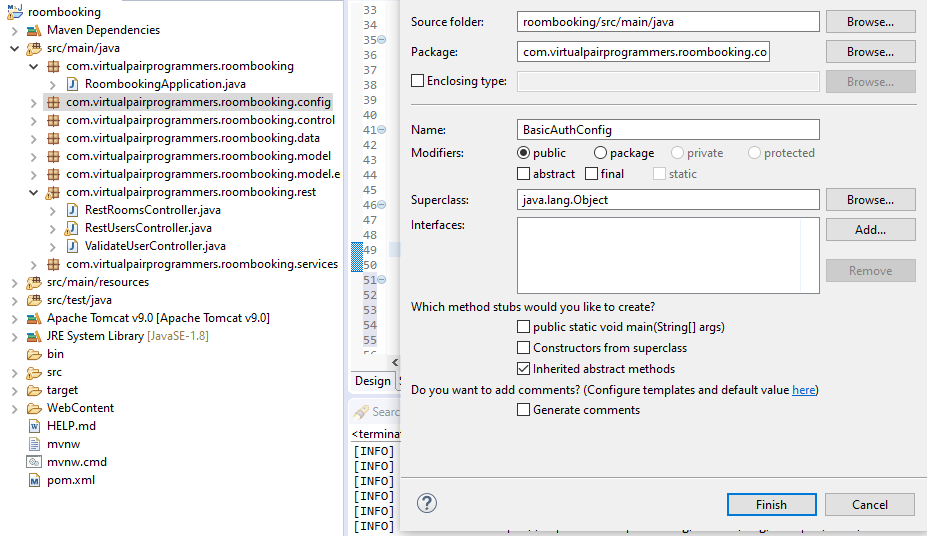 roombooking
Maven Dependencies
src/main/java
com.virtualpairprogrammers.roombooking
RoombookingApplication.java
com.virtualpairprogrammers.roombooking.config
com.virtualpairprogrammers.roombooking.control
com.virtualpairprogrammers.roombooking.data
com.virtualpairprogrammers.roombooking.model
com.virtualpairprogrammers.roombooking.model.e
com.virtualpairprogrammers.roombooking.rest
RestRoomsController.java
RestUsersController.java
ValidateUserController.java
com.virtualpairprogrammers.roombooking.services
src/main/resources
src/test/java
Apache Tomcat v9.0 [Apache Tomcat v9.0]
JRE System Library [JavaSE-1.8]
bin
src
target
WebContent
HELP.md
mvnw
mvnw.cmd
pom.xml
33
34
35
36
37
38
39
40
41
42
43
44
45
46
47
48
49
50
51
52
53
54
55
56
Design
Searc
<terminat
[INFO]
[INFO]
[INFO]
[INFO]
[INFO]
[INFO]
Source folder: roombooking/src/main/java Browse...
Package: com.virtualpairprogrammers.roombooking.co Browse...
Enclosing type: Browse...
Name: BasicAuthConfig
Modifiers: public package private protected
abstract final static
Superclass: java.lang.Object Browse...
Interfaces: Add...
Remove
Which method stubs would you like to create?
public static void main(String[] args)
Constructors from superclass
Inherited abstract methods
Do you want to add comments? (Configure templates and default value here)
Generate comments
? Finish Cancel